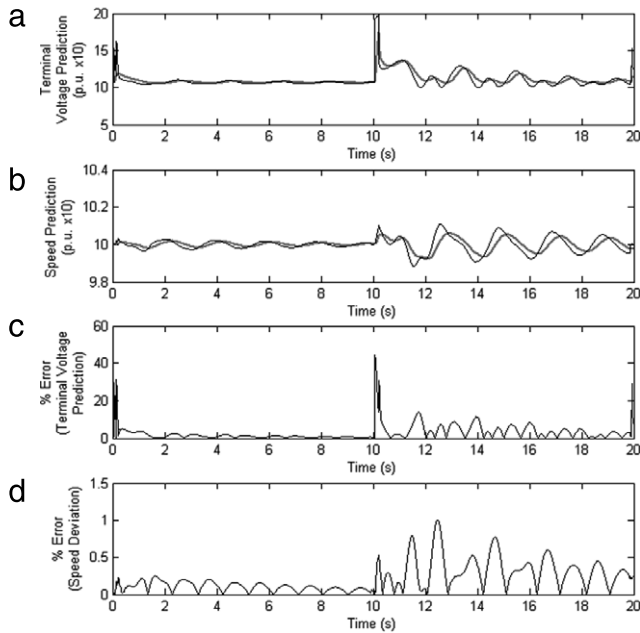 a
Terminal
Voltage Prediction
(p.u. x10)
20
15
10
5
0 2 4 6 8 10 12 14 16 18 20
Time (s)
b
Speed Prediction
(p.u. x10)
10.4
10.2
10
9.8
0 2 4 6 8 10 12 14 16 18 20
Time (s)
c
% Error
(Terminal Voltage
Prediction)
60
40
20
0
0 2 4 6 8 10 12 14 16 18 20
Time (s)
d
% Error
(Speed Deviation)
1.5
1
0.5
0
0 2 4 6 8 10 12 14 16 18 20
Time (s)